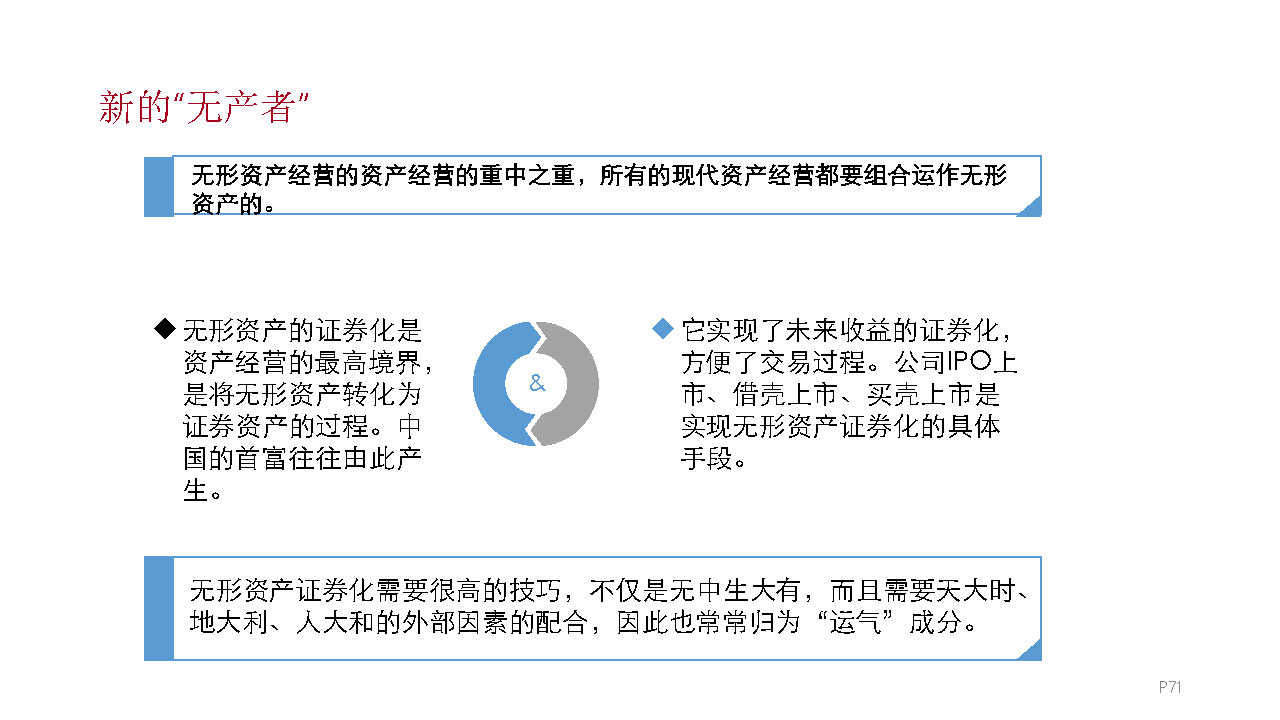 新的“无产者”
无形资产经营的资产经营的重中之重，所有的现代资产经营都要组合运作无形
资产的。
◆无形资产的证券化是
资产经营的最高境界，
是将无形资产转化为
证券资产的过程。中
国的首富往往由此产
生。
&
◆它实现了未来收益的证券化，
方便了交易过程。公司IPO上
市、借壳上市、买壳上市是
实现无形资产证券化的具体
手段。
无形资产证券化需要很高的技巧，不仅是无中生大有，而且需要天大时、
地大利、人大和的外部因素的配合，因此也常常归为“运气”成分。
P71